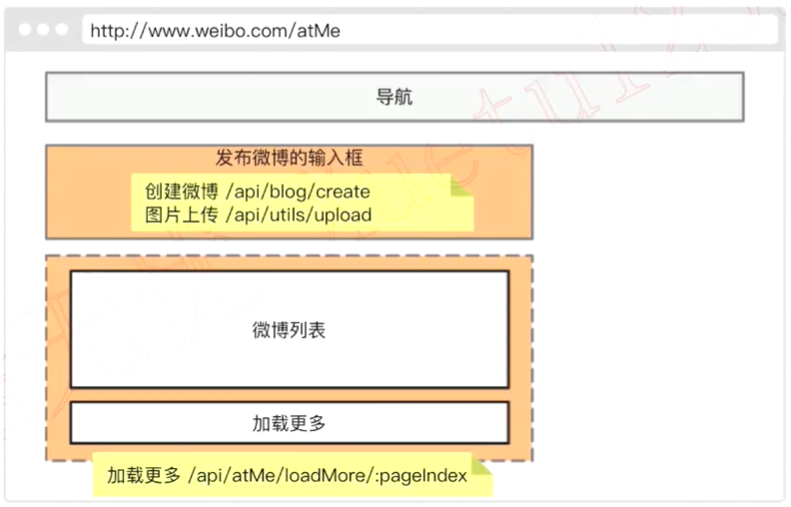 http://www.weibo.com/atMe
导航
发布微博的输入框
创建微博 /api/blog/create
图片上传 /api/utils/upload
微博列表
加载更多
加载更多 /api/atMe/loadMore/:pageIndex